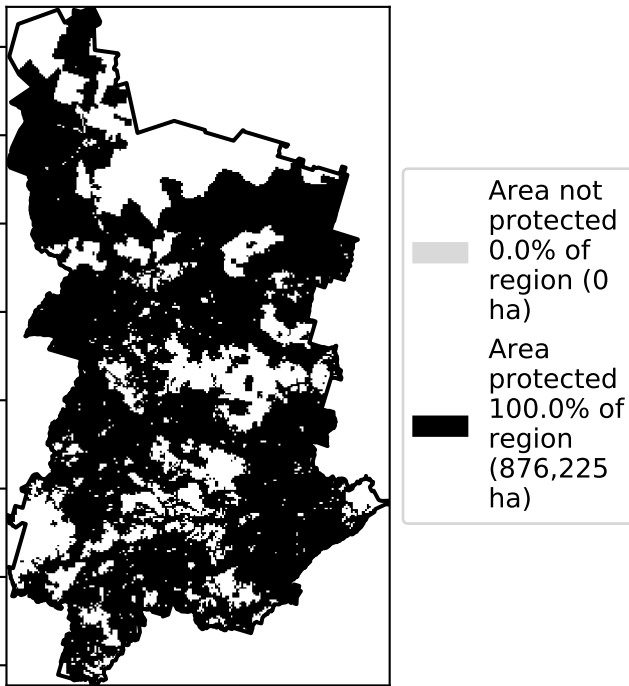 Area not
protected
0.0% of
region (0
ha)
Area
protected
100.0% of
region
(876,225
ha)